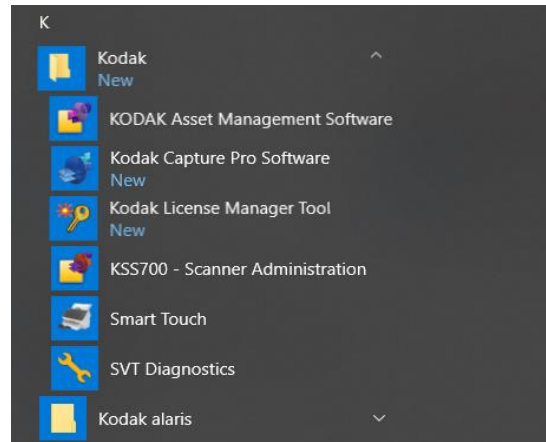 K
Kodak
New
KODAK Asset Management Software
Kodak Capture Pro Software
New
Kodak License Manager Tool
New
KSS700 - Scanner Administration
Smart Touch
SVT Diagnostics
Kodak alaris